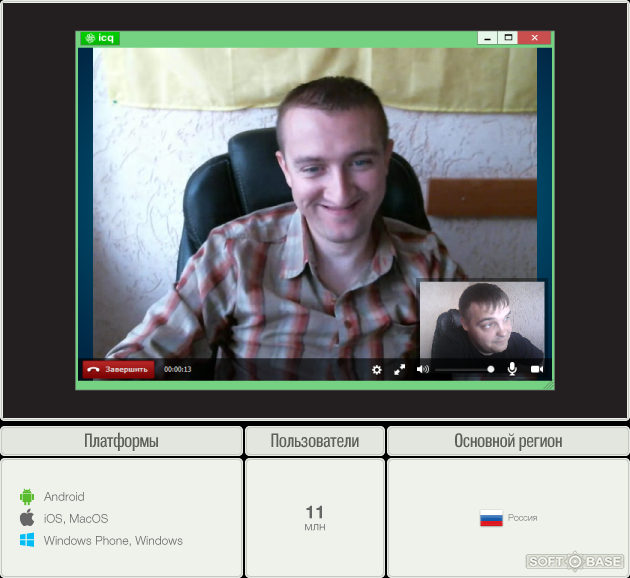 icq
Завершить 00:00:13
Платформы Пользователи Основной регион
Android
iOS, MacOS
Windows Phone, Windows
11
МЛН
Россия
SOFT BASE